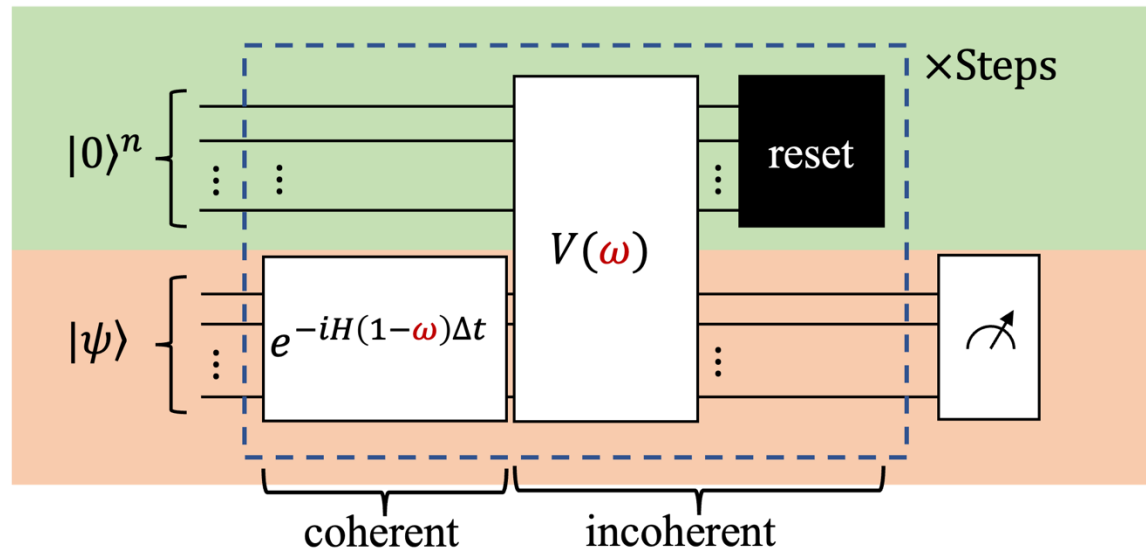 ×Steps
|0⟩ⁿ
reset
V(ω)
|ψ⟩
e^{-iH(1-ω)Δt}
coherent
incoherent